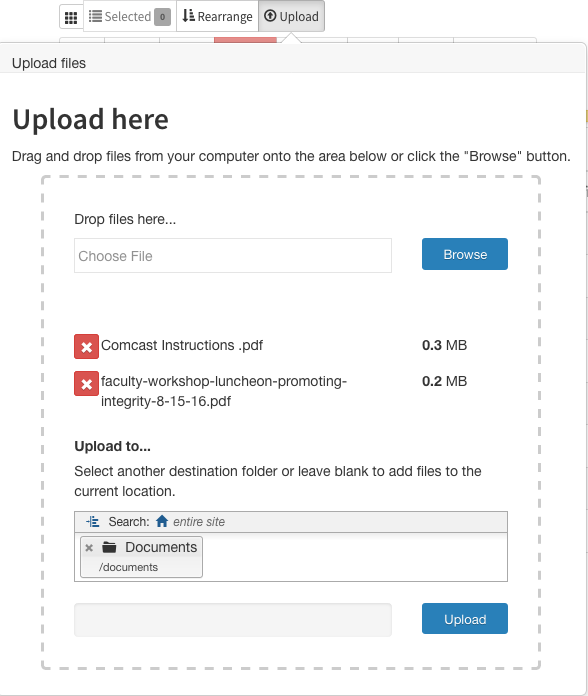 Selected 0 Rearrange Upload
Upload files
Upload here
Drag and drop files from your computer onto the area below or click the "Browse" button.
Drop files here...
Choose File Browse
Comcast Instructions .pdf 0.3 MB
faculty-workshop-luncheon-promoting- 0.2 MB
integrity-8-15-16.pdf
Upload to...
Select another destination folder or leave blank to add files to the
current location.
Search: entire site
Documents
/documents
Upload